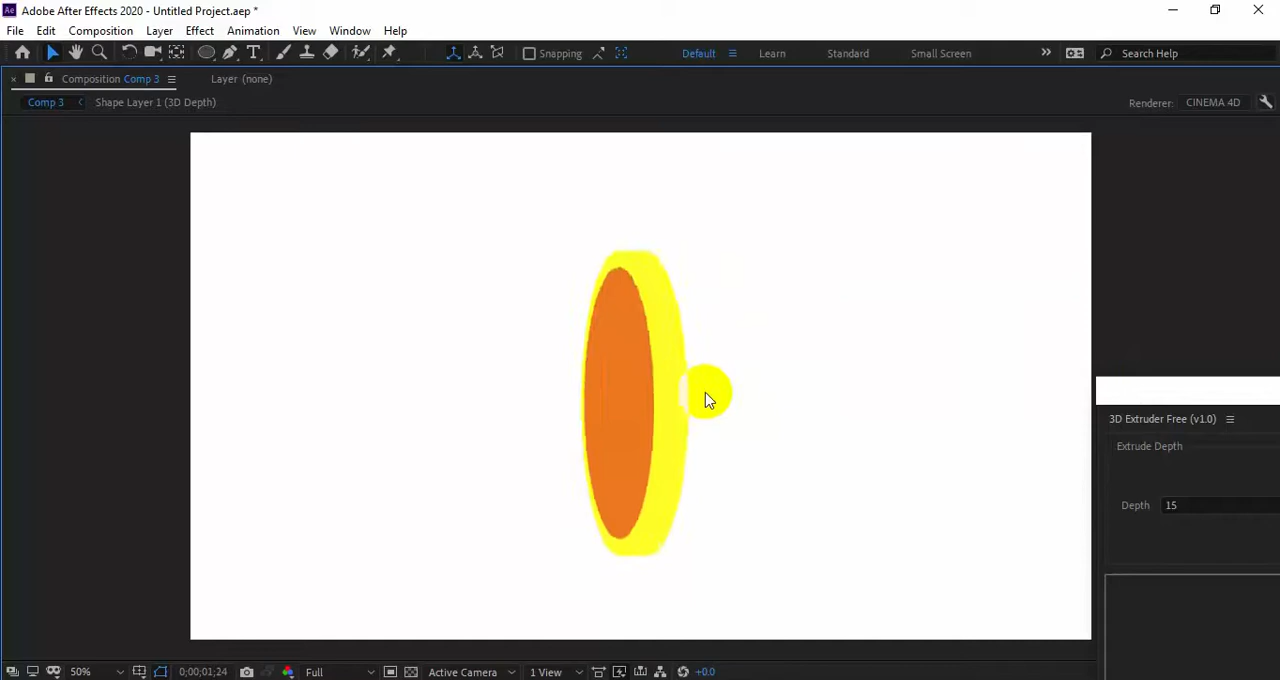 Adobe After Effects 2020 - Untitled Project.aep *
File Edit Composition Layer Effect Animation View Window Help
Snapping Default Learn Standard Small Screen Search Help
Composition Comp 3 Layer (none)
Comp 3 Shape Layer 1 (3D Depth) Renderer: CINEMA 4D
3D Extruder Free (v1.0)
Extrude Depth
Depth 15
50% 0;00;01;24 Full Active Camera 1 View +0.0